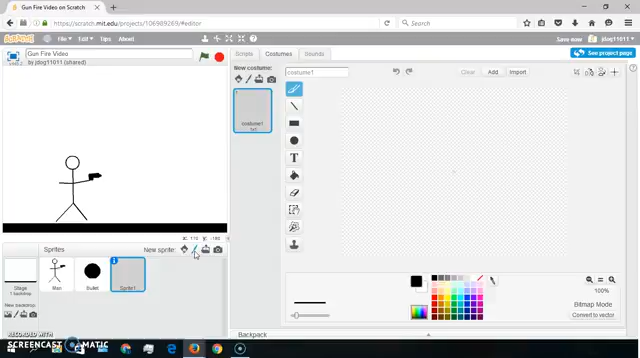 Gun Fire Video on Scratch
https://scratch.mit.edu/projects/106989269/#editor
Search
SCRATCH
File
Edit
Tips
About
Save now
See project page
Gun Fire Video
by jdog11011 (shared)
Scripts
Costumes
Sounds
New costume:
costume1
Clear
Add
Import
1
costume1
1x1
T
X: 170 Y: -180
Sprites
New sprite:
Stage
1 backdrop
New backdrop:
Man
Bullet
Sprite1
100%
Bitmap Mode
Convert to vector
Backpack
RECORDED WITH
SCREENCAST MATIC